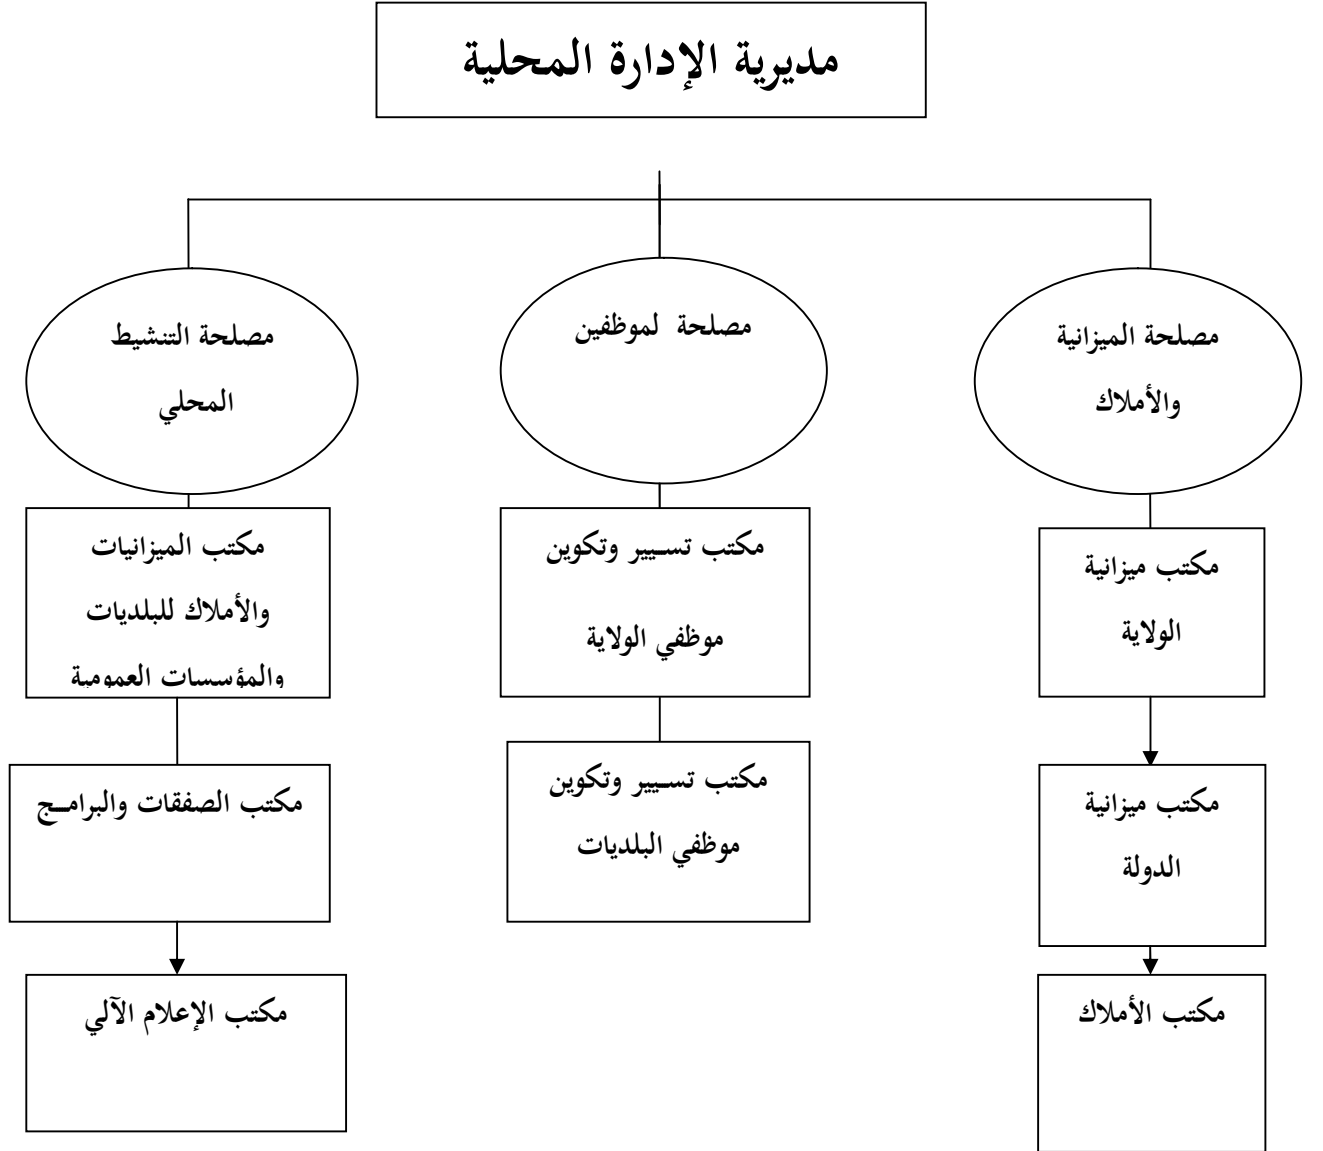 مديرية الإدارة المحلية
مصلحة الميزانية
والأملاك
مصلحة لموظفين
مصلحة التنشيط
المحلي
مكتب ميزانية
الولاية
مكتب تسيير وتكوين
موظفي الولاية
مكتب الميزانيات
والأملاك للبلديات
والمؤسسات العمومية
مكتب ميزانية
الدولة
مكتب تسيير وتكوين
موظفي البلديات
مكتب الصفقات والبرامـج
مكتب الأملاك
مكتب الإعلام الآلي